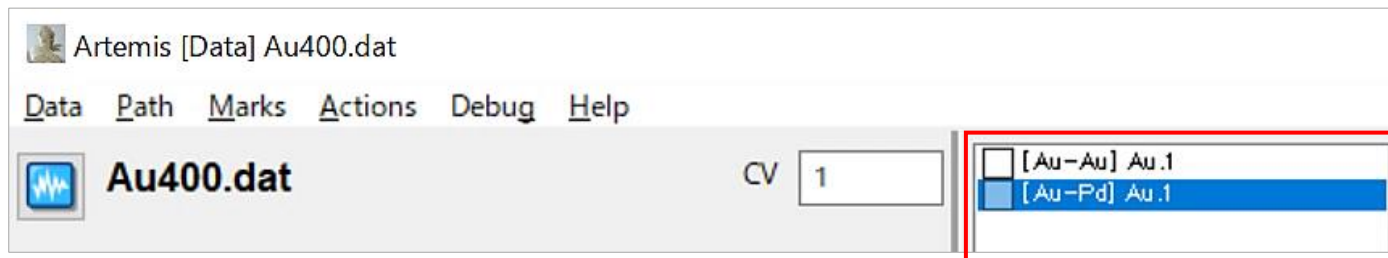 Artemis [Data] Au400.dat
Data Path Marks Actions Debug Help
Au400.dat
CV 1
[Au-Au] Au.1
[Au-Pd] Au.1